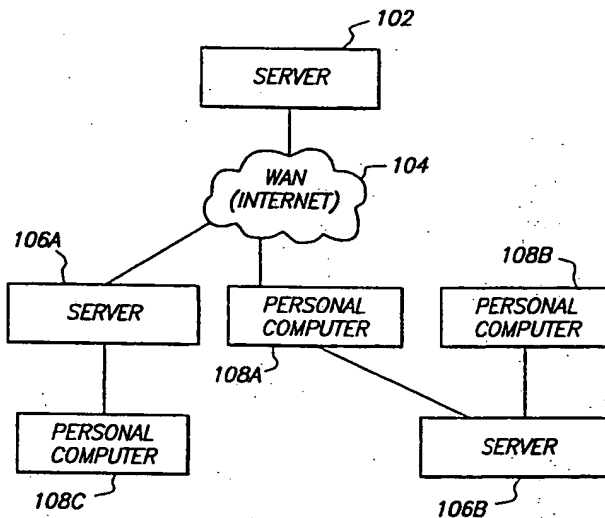 102
SERVER
WAN
(INTERNET)
104
106A
SERVER
PERSONAL
COMPUTER
108A
108B
PERSONAL
COMPUTER
PERSONAL
COMPUTER
108C
SERVER
106B